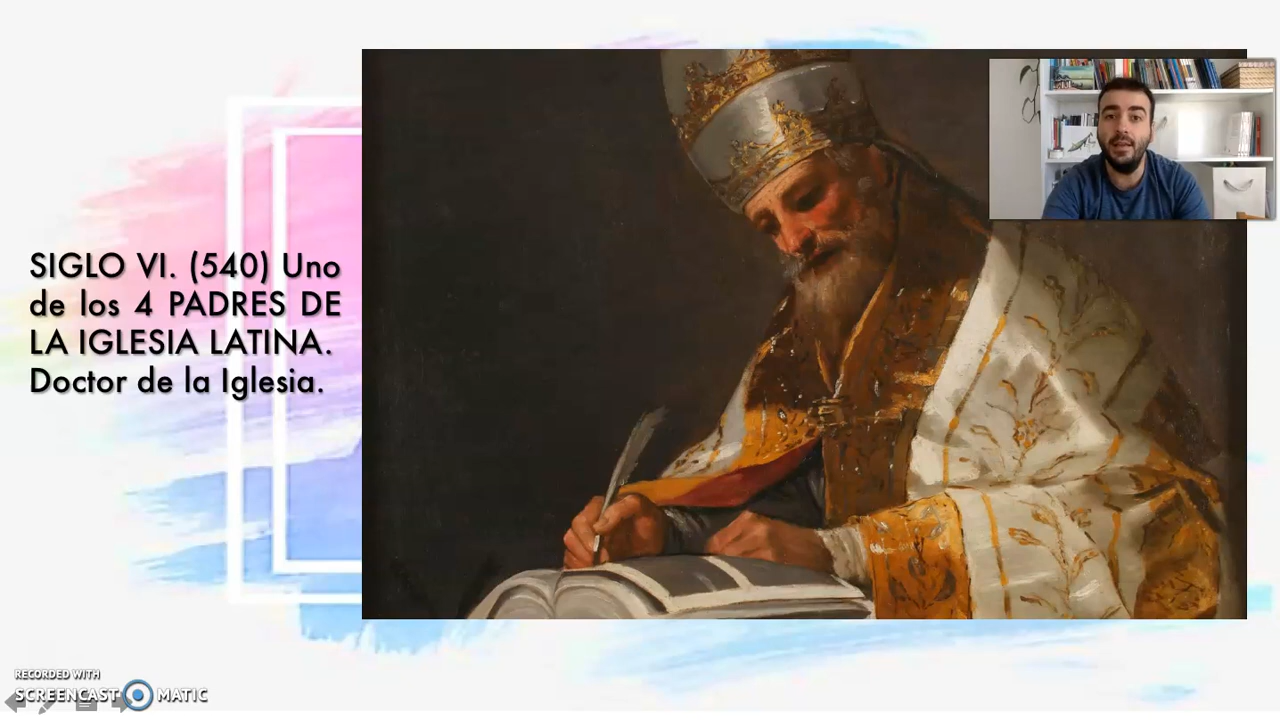 SIGLO VI. (540) Uno
de los 4 PADRES DE
LA IGLESIA LATINA.
Doctor de la Iglesia.
RECORDED WITH
SCREENCAST MATIC